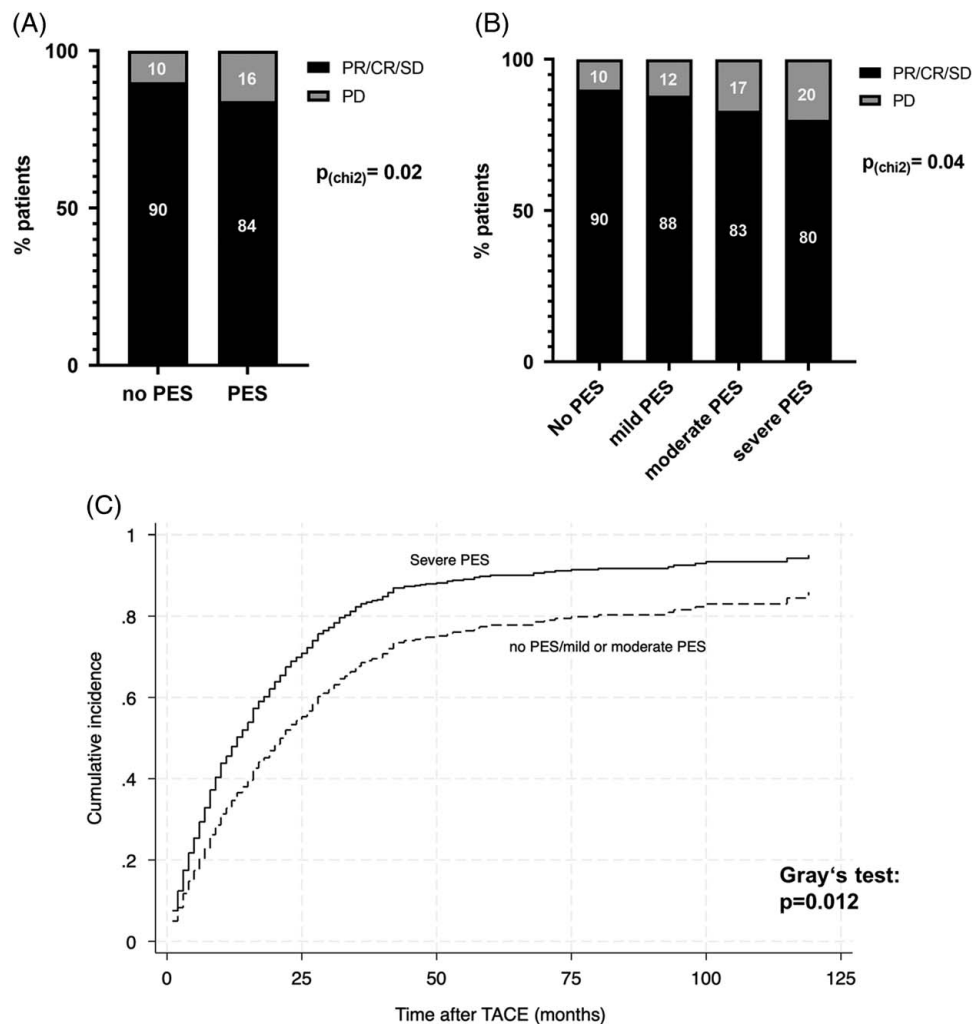 (A)
100
50
0
% patients
10
16
90
84
no PES
PES
PR/CR/SD
PD
p(chi2)= 0.02
(B)
100
50
0
% patients
10
12
17
20
90
88
83
80
No PES
mild PES
moderate PES
severe PES
PR/CR/SD
PD
p(chi2)= 0.04
(C)
1
.8
.6
.4
.2
0
Cumulative incidence
Severe PES
no PES/mild or moderate PES
Gray‘s test:
p=0.012
0
25
50
75
100
125
Time after TACE (months)